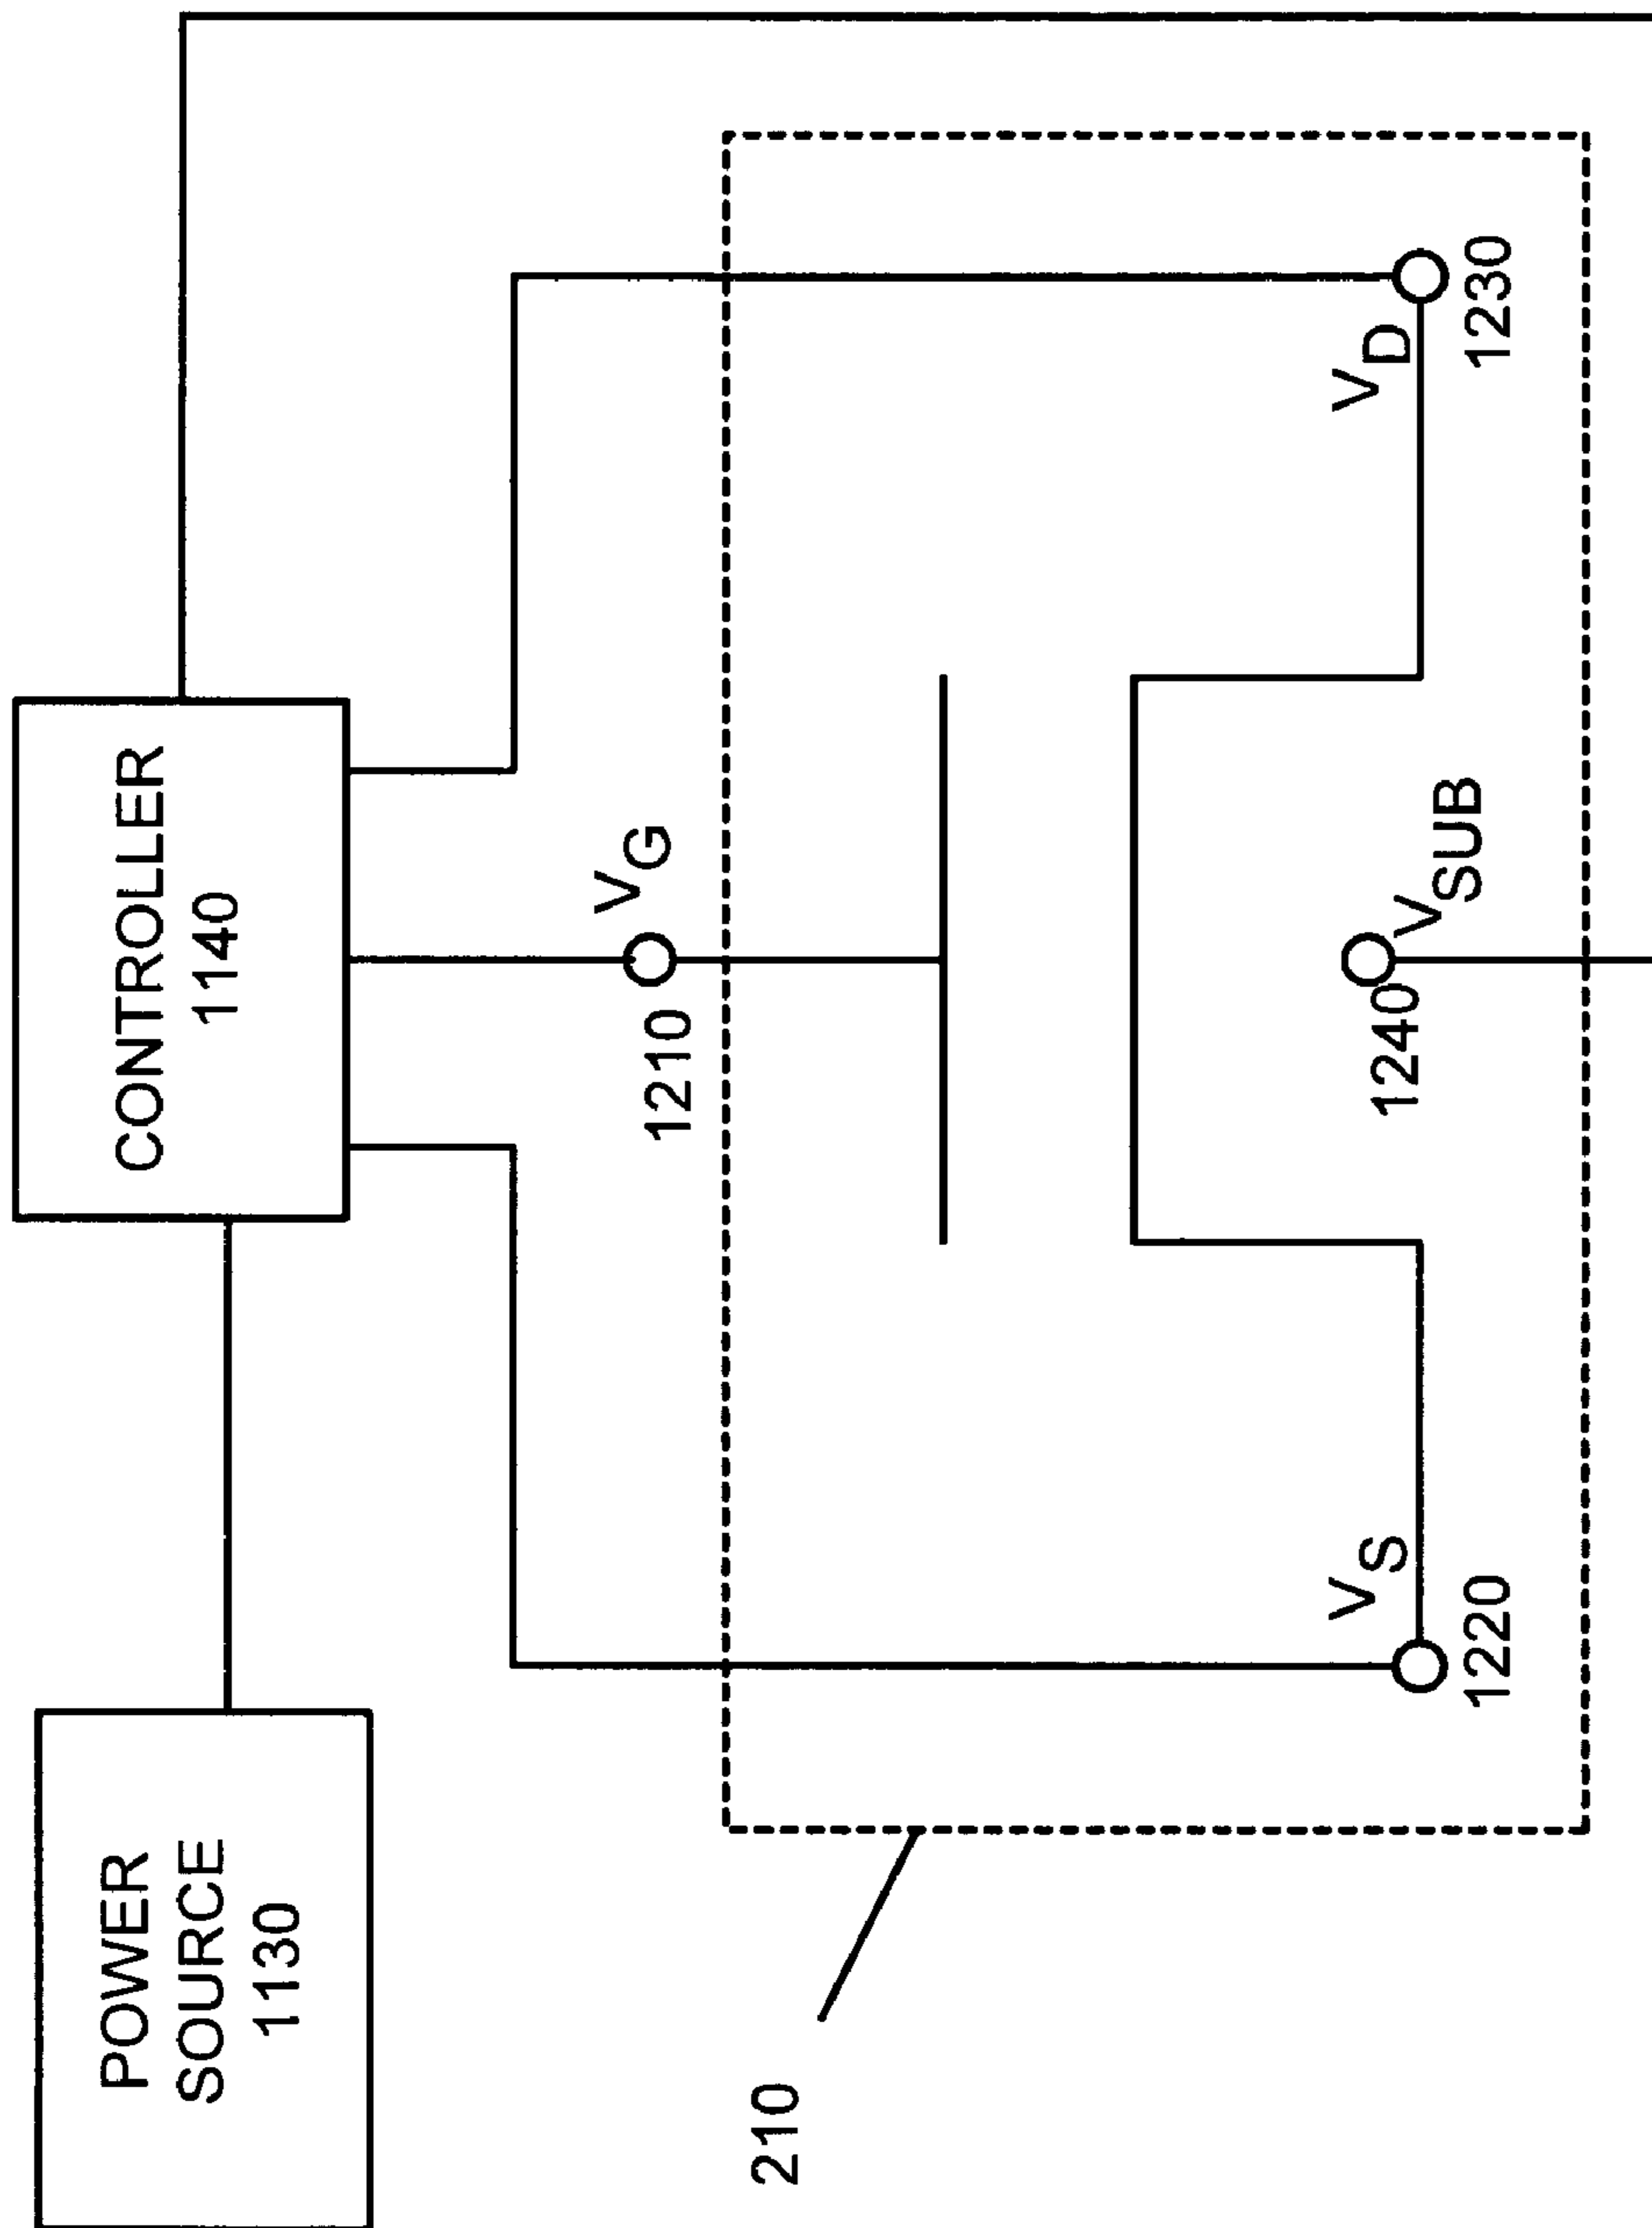 POWER
SOURCE
1130
CONTROLLER
1140
V_G
1210
210
V_S
1220
1240
V_SUB
V_D
1230